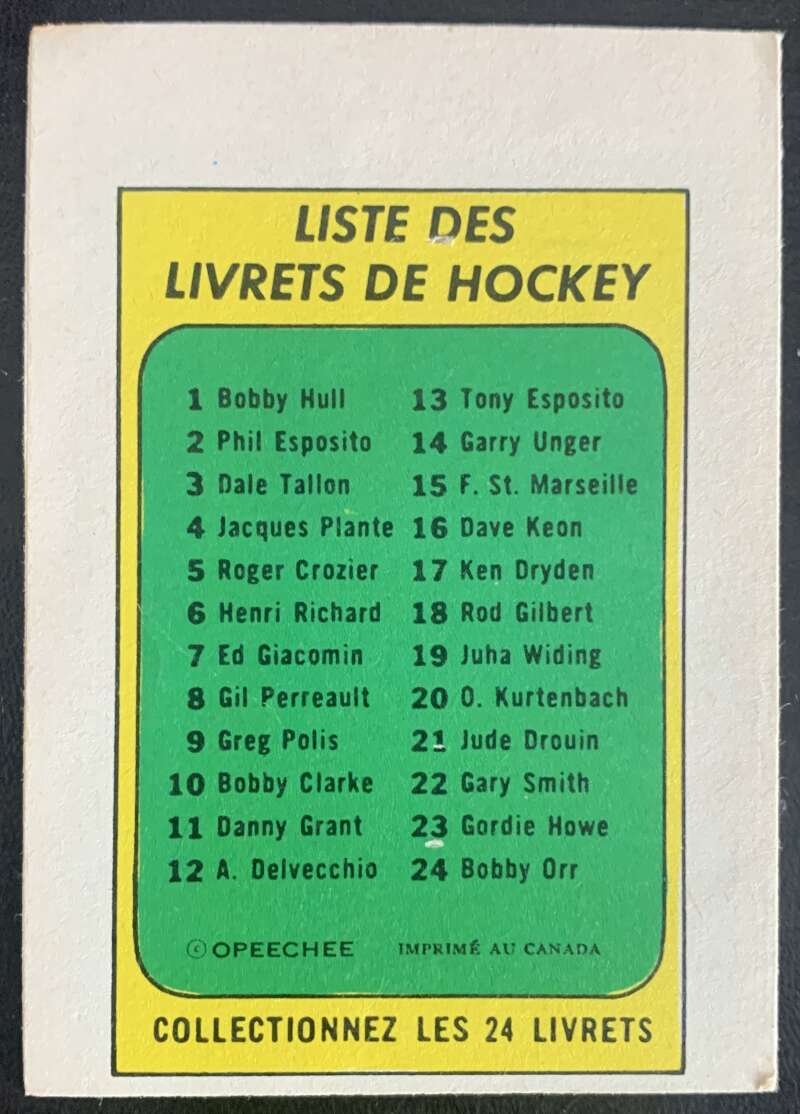 LISTE DES
LIVRETS DE HOCKEY
1 Bobby Hull
2 Phil Esposito
3 Dale Tallon
4 Jacques Plante
5 Roger Crozier
6 Henri Richard
7 Ed Giacomin
8 Gil Perreault
9 Greg Polis
10 Bobby Clarke
11 Danny Grant
12 A. Delvecchio
13 Tony Esposito
14 Garry Unger
15 F. St. Marseille
16 Dave Keon
17 Ken Dryden
18 Rod Gilbert
19 Juha Widing
20 O. Kurtenbach
21 Jude Drouin
22 Gary Smith
23 Gordie Howe
24 Bobby Orr
© OPEECHEE IMPRIMÉ AU CANADA
COLLECTIONNEZ LES 24 LIVRETS